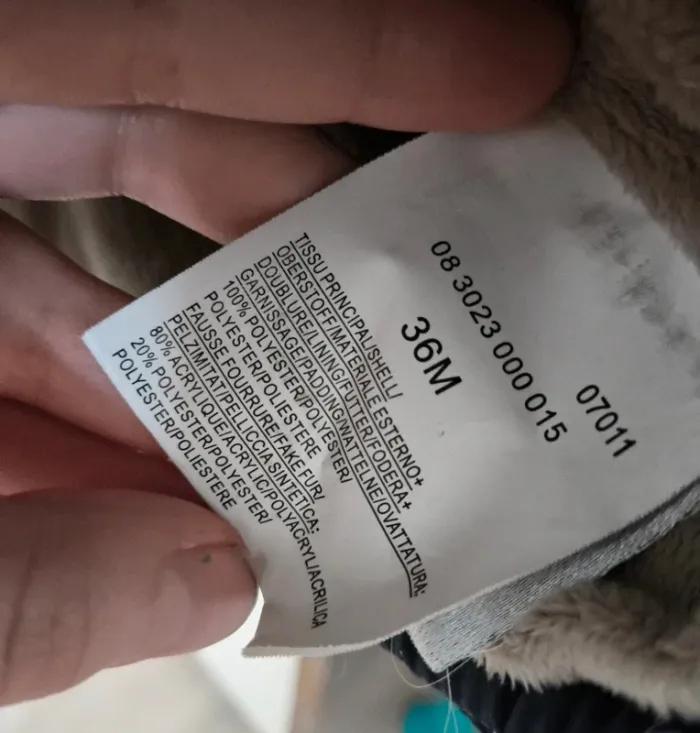 07011
08 3023 000 015
36M
TISSU PRINCIPAL/SHELL/
OBERSTOFF/MATERIALE ESTERNO+
DOUBLURE/LINING/FUTTER/FODERA+
GARNISSAGE/PADDING/WATTELNE/OVATTATURA:
100% POLYESTER/POLYESTER/
POLYESTER/POLIESTERE
FAUSSE FOURRURE/FAKE FUR/
PELZIMITAT/PELLICCIA SINTETICA:
80% ACRYLIQUE/ACRYLIC/POLYACRYL/ACRILICA
20% POLYESTER/POLYESTER/
POLYESTER/POLIESTERE